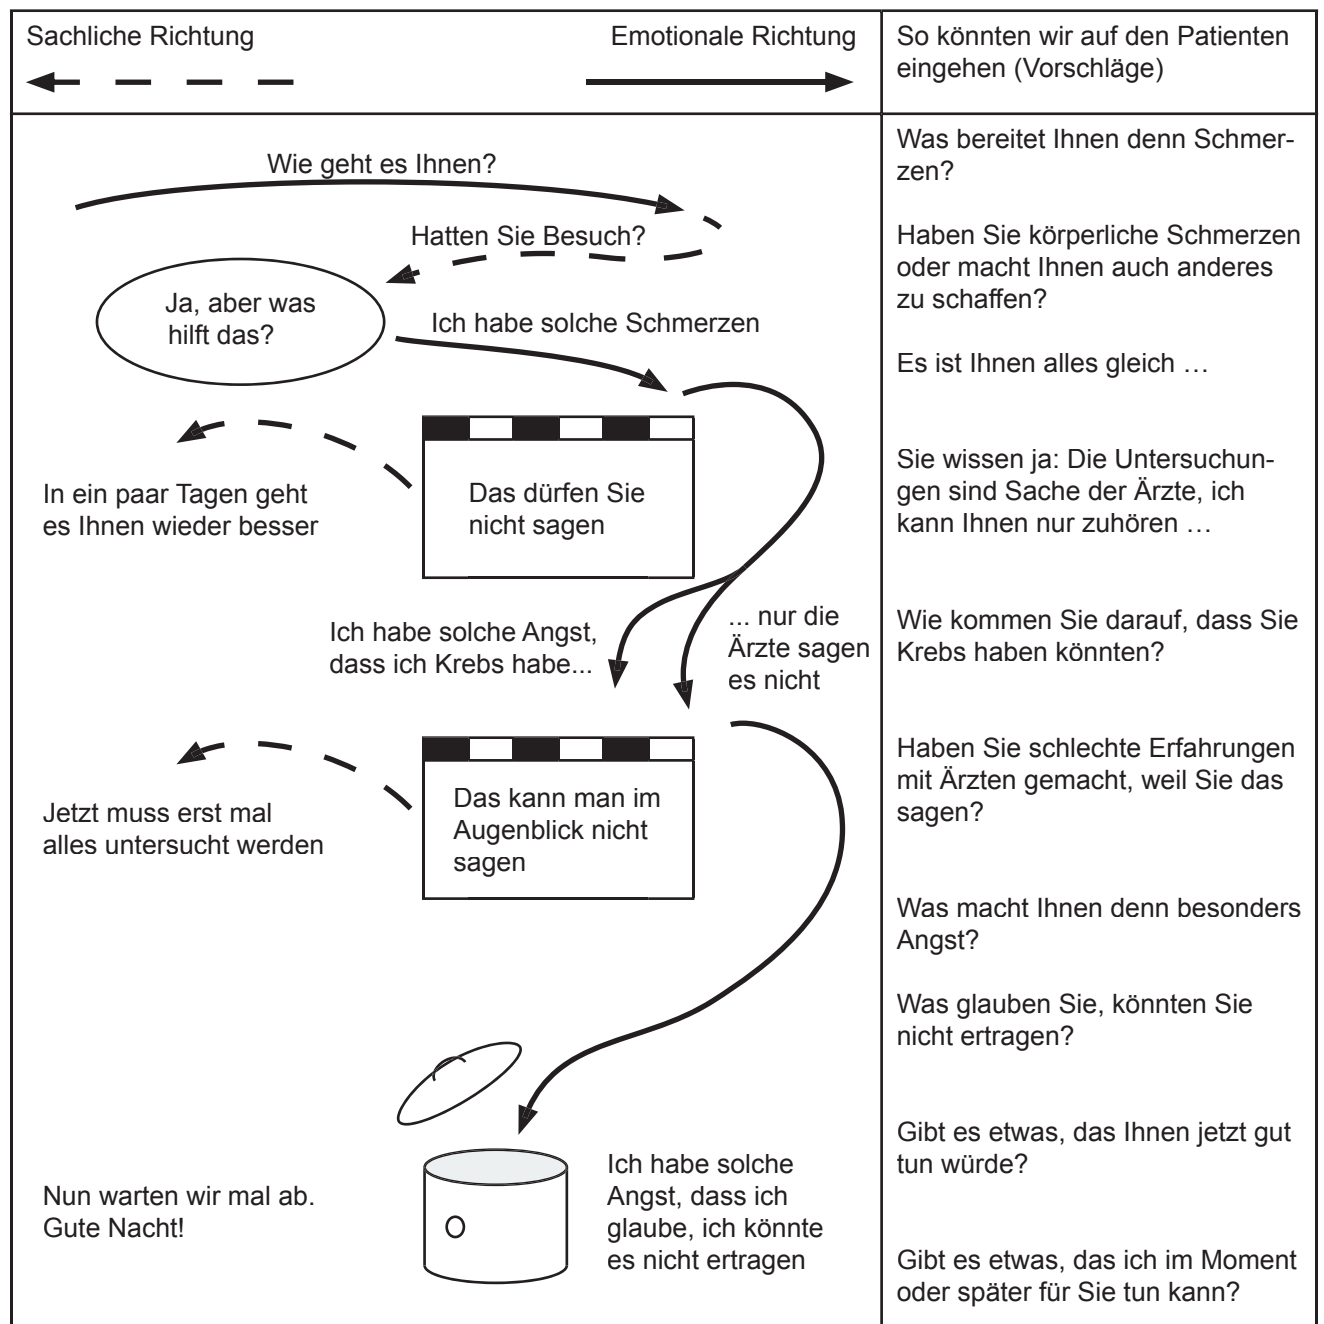 Sachliche Richtung
Emotionale Richtung
So könnten wir auf den Patienten
eingehen (Vorschläge)
Wie geht es Ihnen?
Hatten Sie Besuch?
Ja, aber was
hilft das?
Ich habe solche Schmerzen
In ein paar Tagen geht
es Ihnen wieder besser
Das dürfen Sie
nicht sagen
Ich habe solche Angst,
dass ich Krebs habe...
... nur die
Ärzte sagen
es nicht
Jetzt muss erst mal
alles untersucht werden
Das kann man im
Augenblick nicht
sagen
Nun warten wir mal ab.
Gute Nacht!
Ich habe solche
Angst, dass ich
glaube, ich könnte
es nicht ertragen
Was bereitet Ihnen denn Schmer-
zen?
Haben Sie körperliche Schmerzen
oder macht Ihnen auch anderes
zu schaffen?
Es ist Ihnen alles gleich …
Sie wissen ja: Die Untersuchun-
gen sind Sache der Ärzte, ich
kann Ihnen nur zuhören …
Wie kommen Sie darauf, dass Sie
Krebs haben könnten?
Haben Sie schlechte Erfahrungen
mit Ärzten gemacht, weil Sie das
sagen?
Was macht Ihnen denn besonders
Angst?
Was glauben Sie, könnten Sie
nicht ertragen?
Gibt es etwas, das Ihnen jetzt gut
tun würde?
Gibt es etwas, das ich im Moment
oder später für Sie tun kann?